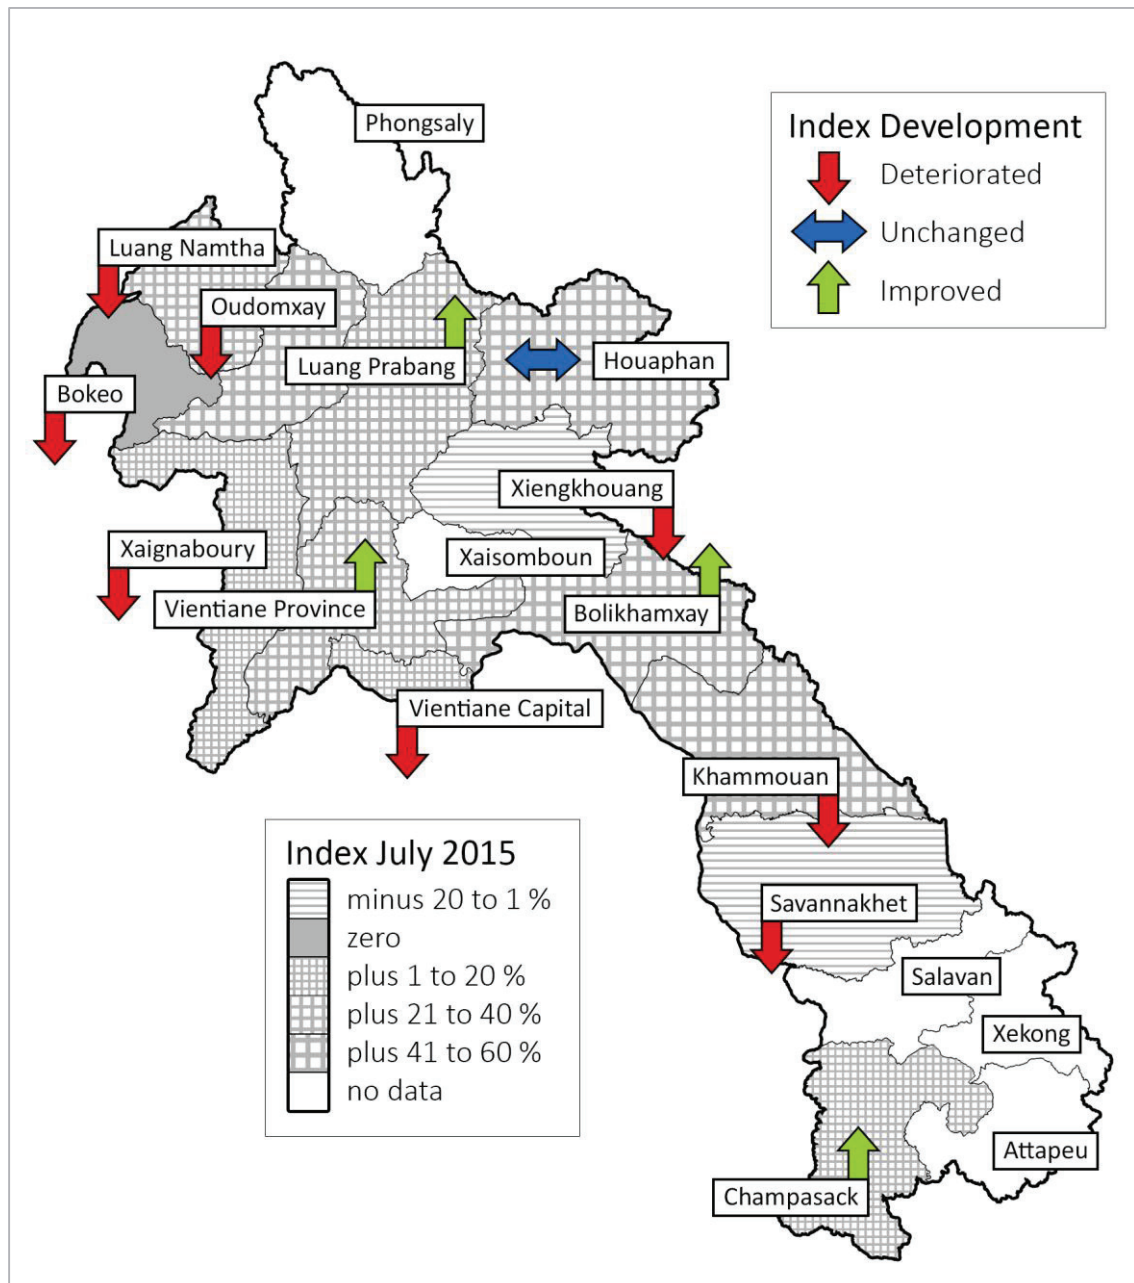 Phongsaly
Index Development
Deteriorated
Unchanged
Improved
Luang Namtha
Oudomxay
Luang Prabang
Houaphan
Bokeo
Xiengkhouang
Xaignaboury
Xaisomboun
Vientiane Province
Bolikhamxay
Vientiane Capital
Khammouan
Index July 2015
minus 20 to 1 %
zero
plus 1 to 20 %
plus 21 to 40 %
plus 41 to 60 %
no data
Savannakhet
Salavan
Xekong
Attapeu
Champasack